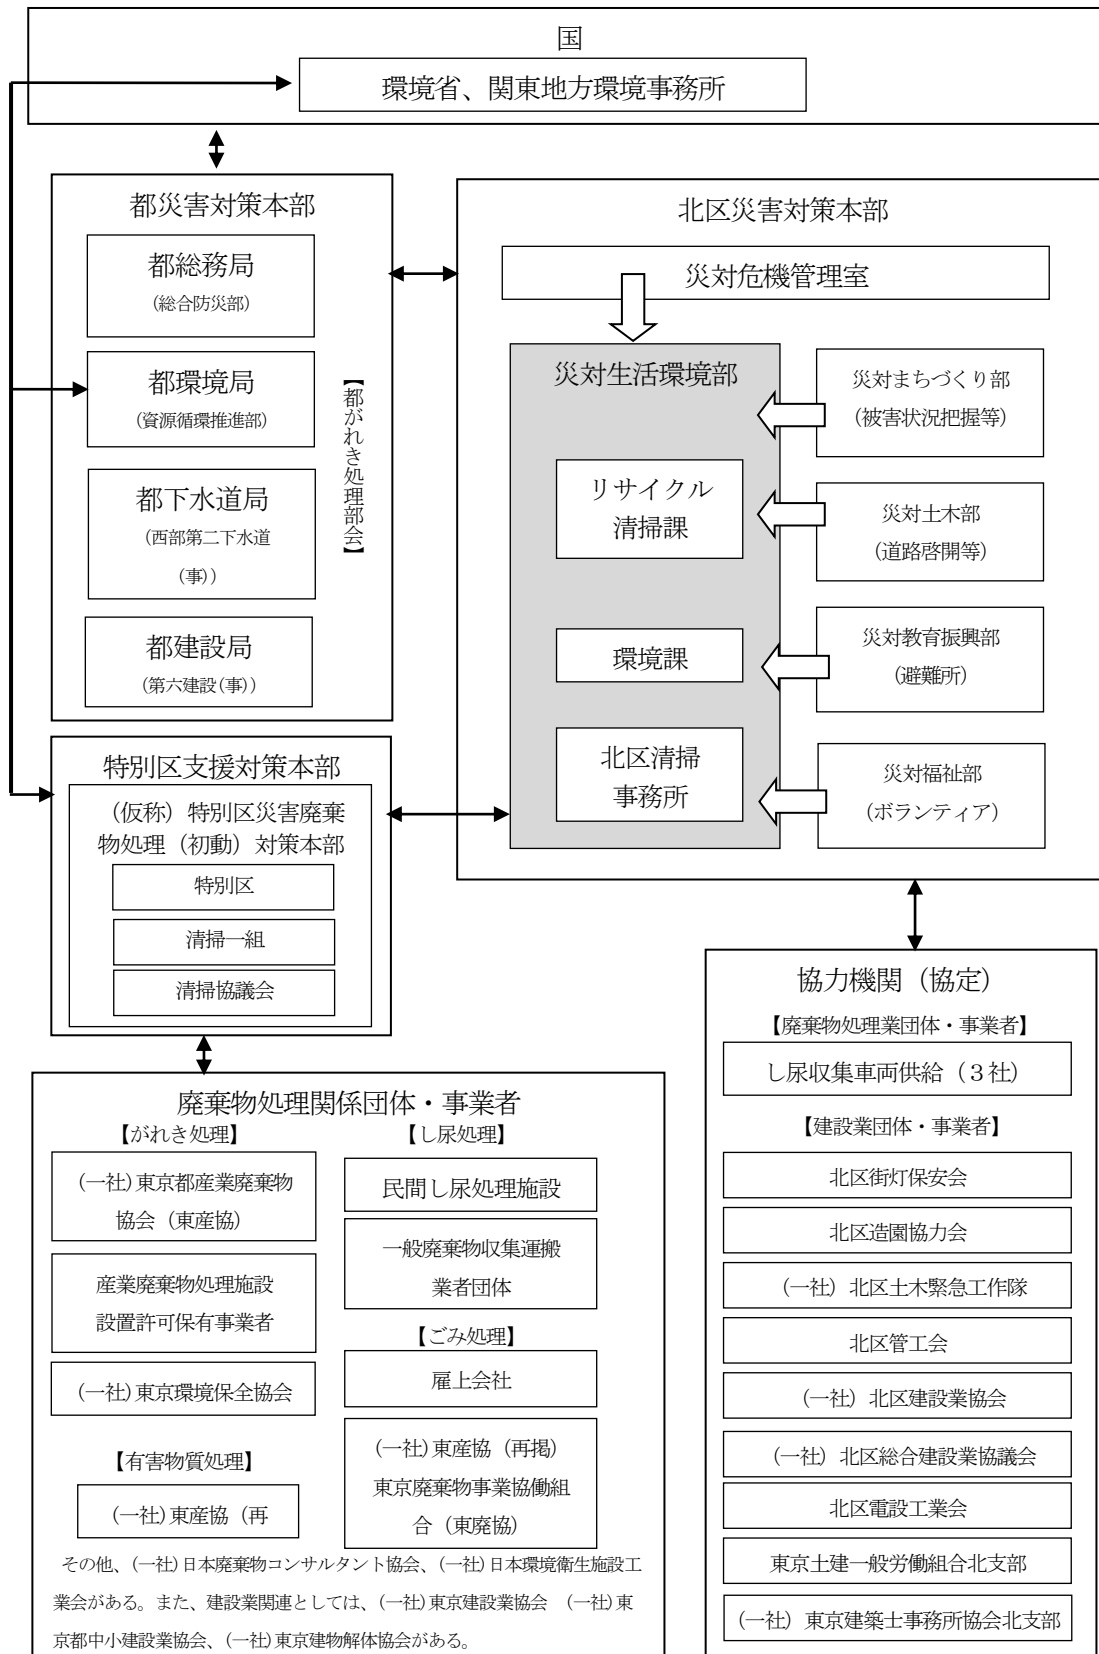 国
環境省、関東地方環境事務所
都災害対策本部
都総務局
(総合防災部)
都環境局
(資源循環推進部)
都下水道局
(西部第二下水道
(事))
都建設局
(第六建設(事))
【都がれき処理部会】
北区災害対策本部
災対危機管理室
災対生活環境部
リサイクル
清掃課
環境課
北区清掃
事務所
災対まちづくり部
(被害状況把握等)
災対土木部
(道路啓開等)
災対教育振興部
(避難所)
災対福祉部
(ボランティア)
特別区支援対策本部
(仮称)特別区災害廃棄
物処理(初動)対策本部
特別区
清掃一組
清掃協議会
廃棄物処理関係団体・事業者
【がれき処理】
(一社)東京都産業廃棄物
協会(東産協)
産業廃棄物処理施設
設置許可保有事業者
(一社)東京環境保全協会
【有害物質処理】
(一社)東産協(再
【し尿処理】
民間し尿処理施設
一般廃棄物収集運搬
業者団体
【ごみ処理】
雇上会社
(一社)東産協(再掲)
東京廃棄物事業協働組
合(東廃協)
その他、(一社)日本廃棄物コンサルタント協会、(一社)日本環境衛生施設工
業会がある。また、建設業関連としては、(一社)東京建設業協会 (一社)東
京都中小建設業協会、(一社)東京建物解体協会がある。
協力機関(協定)
【廃棄物処理業団体・事業者】
し尿収集車両供給(3社)
【建設業団体・事業者】
北区街灯保安会
北区造園協力会
(一社)北区土木緊急工作隊
北区管工会
(一社)北区建設業協会
(一社)北区総合建設業協議会
北区電設工業会
東京土建一般労働組合北支部
(一社)東京建築士事務所協会北支部